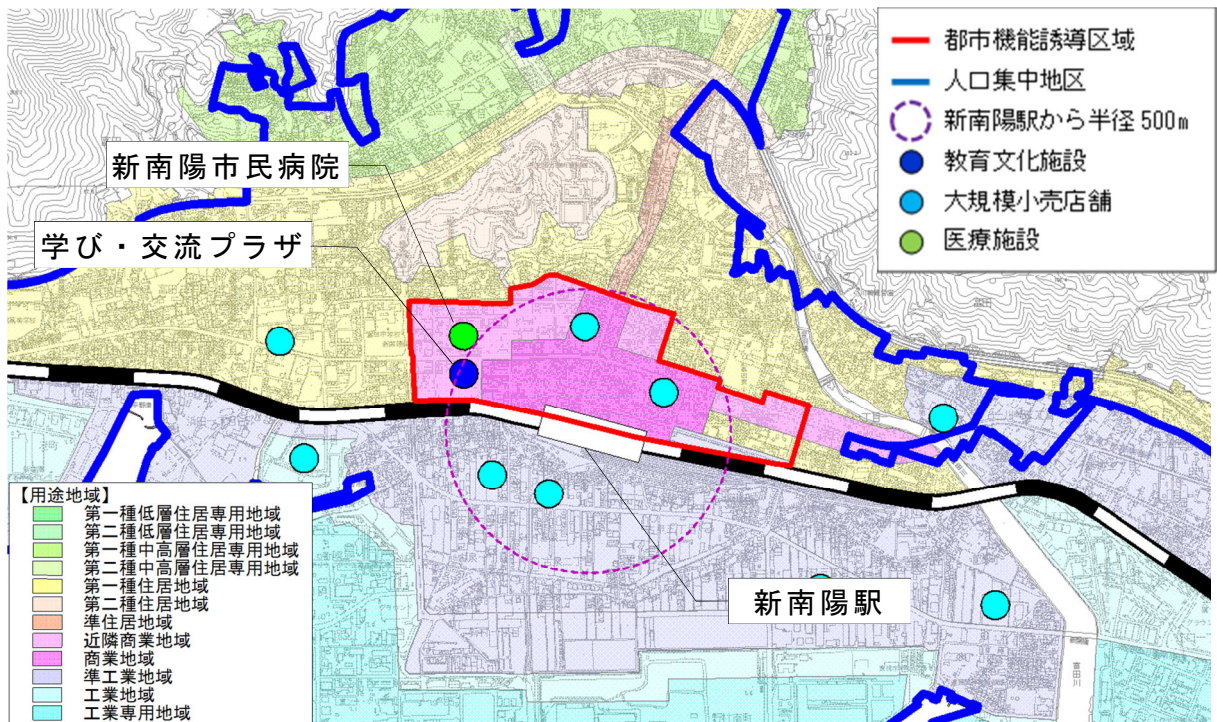 都市機能誘導区域
人口集中地区
新南陽駅から半径 500m
教育文化施設
大規模小売店舗
医療施設
新南陽市民病院
学び・交流プラザ
新南陽駅
富田川
【用途地域】
第一種低層住居専用地域
第二種低層住居専用地域
第一種中高層住居専用地域
第二種中高層住居専用地域
第一種住居地域
第二種住居地域
準住居地域
近隣商業地域
商業地域
準工業地域
工業地域
工業専用地域